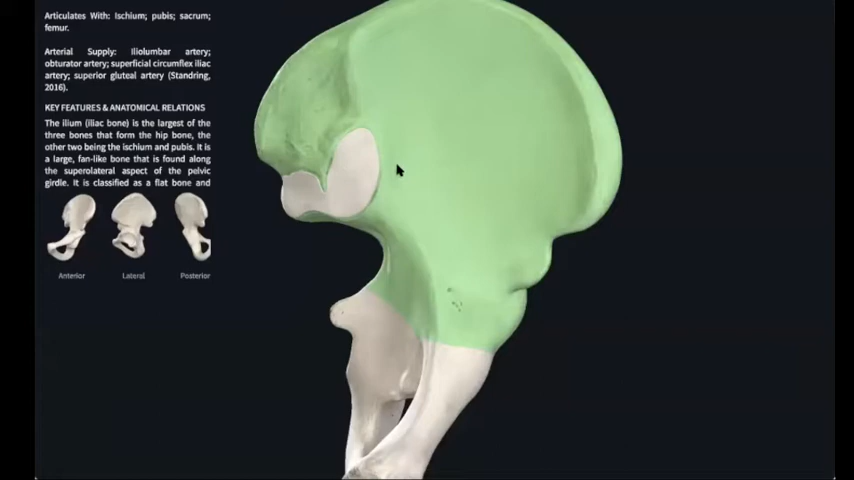 Articulates With: Ischium; pubis; sacrum;
femur.
Arterial Supply: Iliolumbar artery;
obturator artery; superficial circumflex iliac
artery; superior gluteal artery (Standring,
2016).
KEY FEATURES & ANATOMICAL RELATIONS
The ilium (iliac bone) is the largest of the
three bones that form the hip bone, the
other two being the ischium and pubis. It is
a large, fan-like bone that is found along
the superolateral aspect of the pelvic
girdle. It is classified as a flat bone and
Anterior
Lateral
Posterior